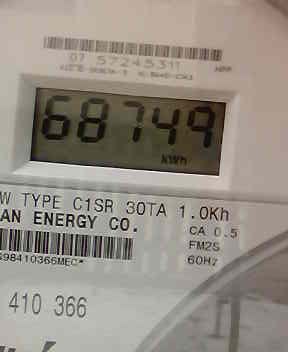 07 57245311
68749
kWh
W TYPE C1SR 30TA 1.0Kh
AN ENERGY CO.
CA 0.5
FM2S
G98410366MEC*
60Hz
410 366